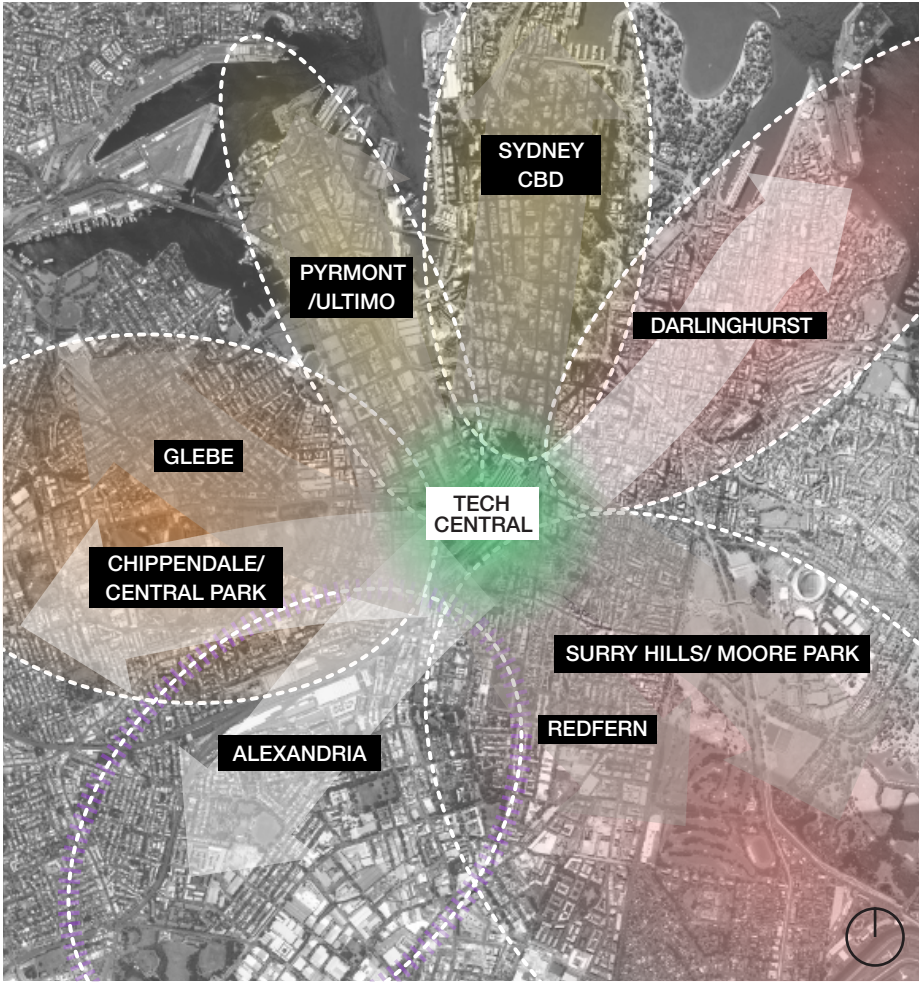 SYDNEY
CBD
PYRMONT
/ULTIMO
DARLINGHURST
GLEBE
TECH
CENTRAL
CHIPPENDALE/
CENTRAL PARK
SURRY HILLS/ MOORE PARK
REDFERN
ALEXANDRIA